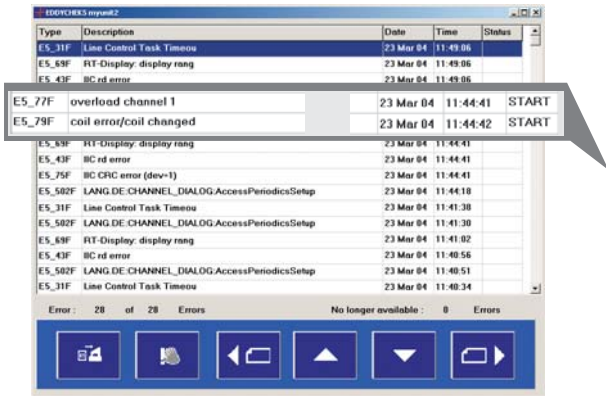 EDDYCHEK5 myunit2
Type Description Date Time Status
E5_31F Line Control Task Timeou 23 Mar 04 11:49:06
E5_69F RT-Display: display rang 23 Mar 04 11:49:06
E5_43F IIC rd error 23 Mar 04 11:49:06
E5_77F overload channel 1 23 Mar 04 11:44:41 START
E5_79F coil error/coil changed 23 Mar 04 11:44:42 START
E5_69F RT-Display: display rang 23 Mar 04 11:44:41
E5_43F IIC rd error 23 Mar 04 11:44:41
E5_75F IIC CRC error (dev=1) 23 Mar 04 11:44:41
E5_502F LANG.DE:CHANNEL_DIALOG:AccessPeriodicsSetup 23 Mar 04 11:44:18
E5_31F Line Control Task Timeou 23 Mar 04 11:41:38
E5_502F LANG.DE:CHANNEL_DIALOG:AccessPeriodicsSetup 23 Mar 04 11:41:30
E5_69F RT-Display: display rang 23 Mar 04 11:41:02
E5_43F IIC rd error 23 Mar 04 11:40:56
E5_502F LANG.DE:CHANNEL_DIALOG:AccessPeriodicsSetup 23 Mar 04 11:40:51
E5_31F Line Control Task Timeou 23 Mar 04 11:40:34
Error : 28 of 28 Errors No longer available : 0 Errors